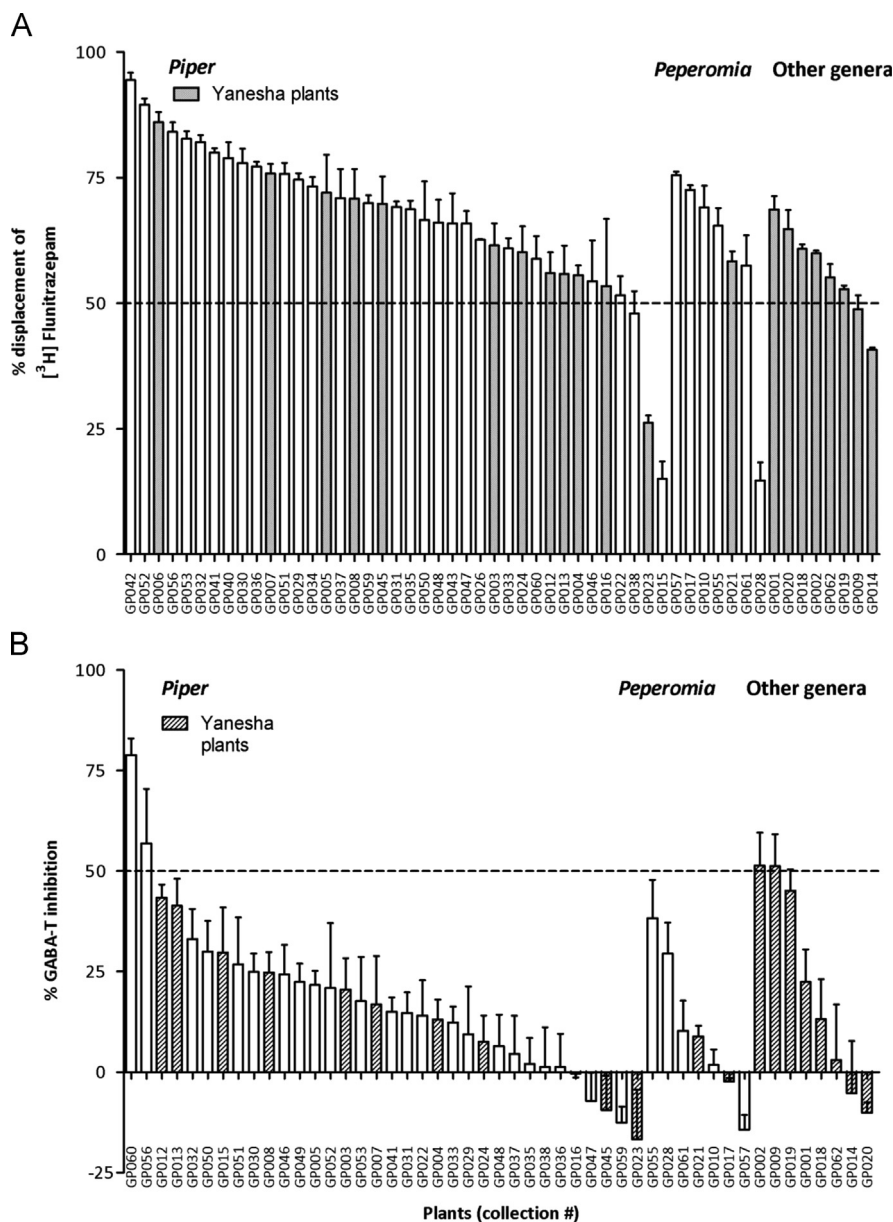 A
100
75
50
25
0
% displacement of
[³H] Flunitrazepam
Piper
Yanesha plants
Peperomia
Other genera
GP042 GP052 GP006 GP056 GP053 GP032 GP041 GP040 GP030 GP036 GP007 GP051 GP029 GP034 GP005 GP037 GP008 GP059 GP045 GP031 GP035 GP050 GP048 GP043 GP047 GP026 GP003 GP033 GP024 GP060 GP012 GP013 GP004 GP046 GP016 GP022 GP038 GP023 GP015 GP057 GP017 GP010 GP055 GP021 GP061 GP028 GP001 GP020 GP018 GP002 GP062 GP019 GP009 GP014
B
100
75
50
25
0
-25
% GABA-T inhibition
Piper
Yanesha
plants
Peperomia
Other genera
GP060 GP056 GP012 GP013 GP032 GP050 GP015 GP051 GP030 GP008 GP046 GP049 GP005 GP052 GP003 GP053 GP007 GP041 GP031 GP022 GP004 GP033 GP029 GP024 GP048 GP037 GP035 GP038 GP036 GP016 GP047 GP045 GP059 GP023 GP055 GP028 GP061 GP021 GP010 GP017 GP057 GP002 GP009 GP019 GP001 GP018 GP062 GP014 GP020
Plants (collection #)